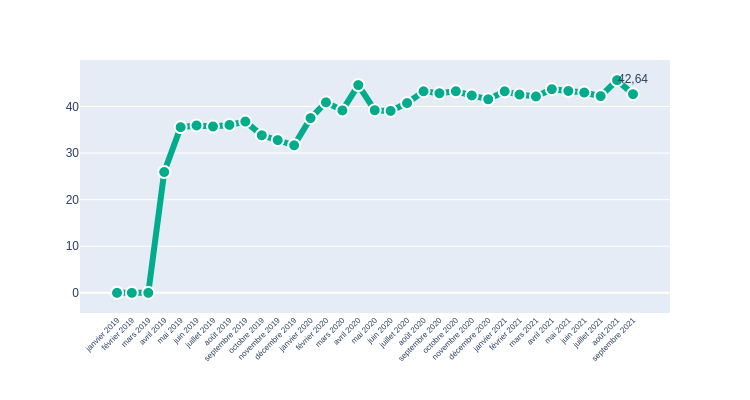 42,64
40
30
20
10
0
janvier 2019
février 2019
mars 2019
avril 2019
mai 2019
juin 2019
juillet 2019
août 2019
septembre 2019
octobre 2019
novembre 2019
décembre 2019
janvier 2020
février 2020
mars 2020
avril 2020
mai 2020
juin 2020
juillet 2020
août 2020
septembre 2020
octobre 2020
novembre 2020
décembre 2020
janvier 2021
février 2021
mars 2021
avril 2021
mai 2021
juin 2021
juillet 2021
août 2021
septembre 2021